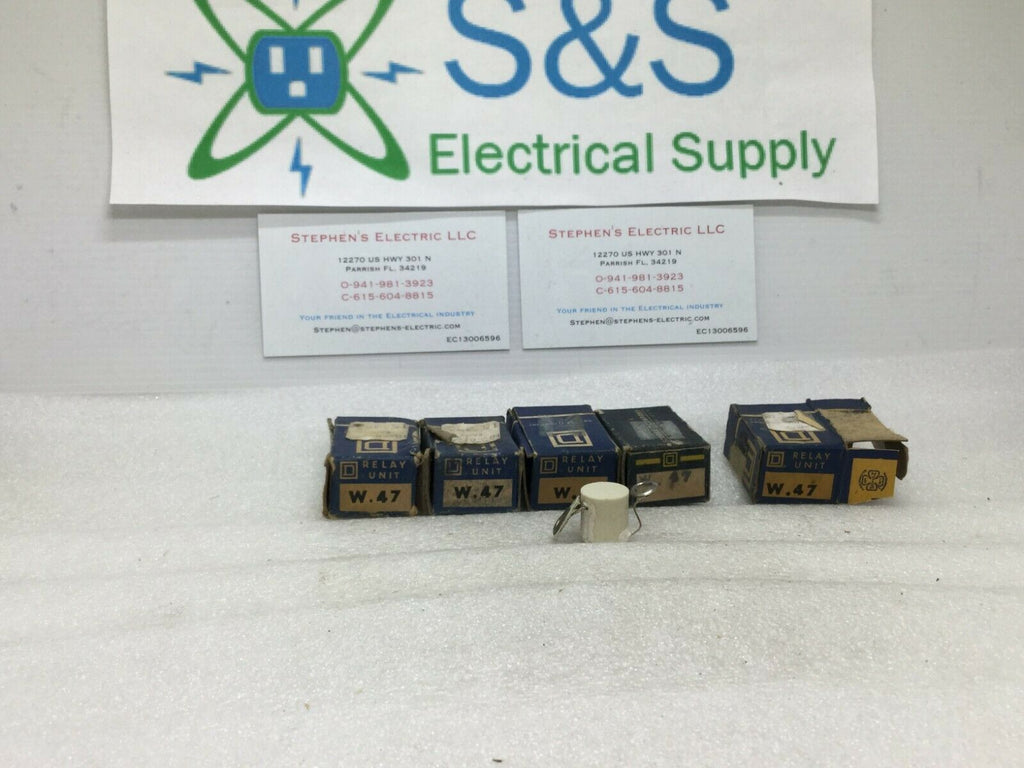 S&S
Electrical Supply
STEPHEN'S ELECTRIC LLC
12270 US HWY 301 N
PARRISH FL, 34219
O-941-981-3923
C-615-604-8815
YOUR FRIEND IN THE ELECTRICAL INDUSTRY
STEPHEN@STEPHENS-ELECTRIC.COM
EC13006596
STEPHEN'S ELECTRIC LLC
12270 US HWY 301 N
PARRISH FL, 34219
O-941-981-3923
C-615-604-8815
YOUR FRIEND IN THE ELECTRICAL INDUSTRY
STEPHEN@STEPHENS-ELECTRIC.COM
EC13006596
D RELAY
UNIT
W.47
D RELAY
UNIT
W.47
D RELAY
UNIT
W.
47
D RELAY
UNIT
W.47